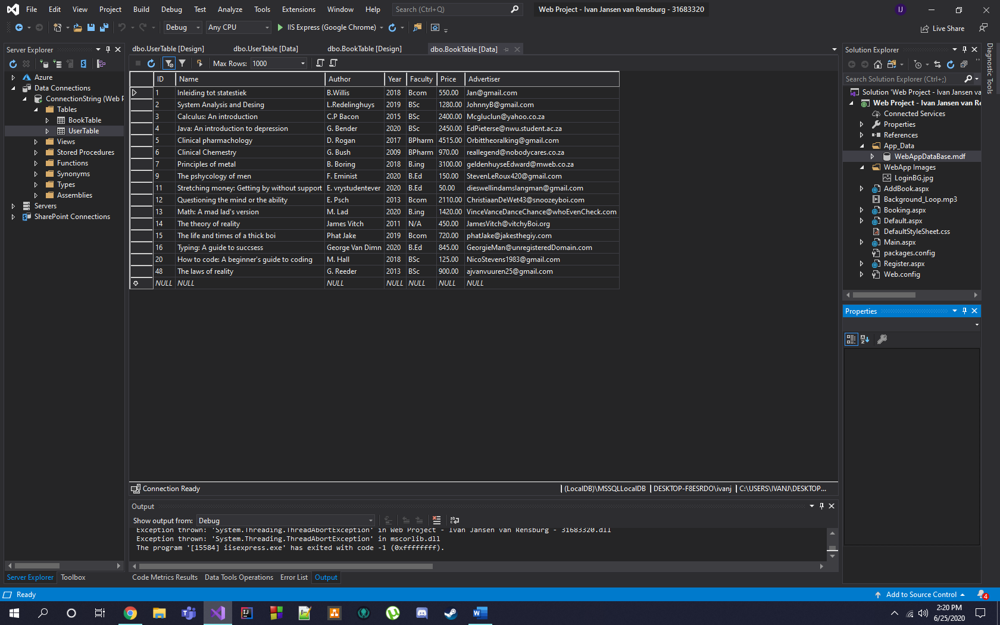 File Edit View Project Build Debug Test Analyze Tools Extensions Window Help Search (Ctrl+Q) Web Project - Ivan Jansen van Rensburg - 31683320 IJ
Debug Any CPU IIS Express (Google Chrome) Live Share
Server Explorer
Azure
Data Connections
ConnectionString (Web P
Tables
BookTable
UserTable
Views
Stored Procedures
Functions
Synonyms
Types
Assemblies
Servers
SharePoint Connections
Server Explorer Toolbox
dbo.UserTable [Design] dbo.UserTable [Data] dbo.BookTable [Design] dbo.BookTable [Data]
Max Rows: 1000
ID Name Author Year Faculty Price Advertiser
1 Inleiding tot statestiek B.Willis 2018 Bcom 550.00 Jan@gmail.com
2 System Analysis and Desing L.Redelinghuys 2019 BSc 1280.00 JohnnyB@gmail.com
3 Calculus: An introduction C.P Bacon 2015 BSc 2400.00 Mcgluclun@yahoo.co.za
4 Java: An introduction to depression G. Bender 2020 BSc 2450.00 EdPieterse@nwu.student.ac.za
5 Clinical pharmachology D. Rogan 2017 BPharm 4515.00 Orbittheoralking@gmail.com
6 Clinical Chemestry G. Bush 2009 BPharm 970.00 reallegend@nobodycares.co.za
7 Principles of metal B. Boring 2018 B.ing 3100.00 geldenhuyseEdward@mweb.co.za
9 The pshycology of men F. Eminist 2020 B.Ed 150.00 StevenLeRoux420@gmail.com
11 Stretching money: Getting by without support E. vrystudentever 2020 B.Ed 50.00 dieswellindamslangman@gmail.com
12 Questioning the mind or the ability E. Psch 2013 Bcom 2110.00 ChristiaanDeWet43@snoozeyboi.com
13 Math: A mad lad's version M. Lad 2020 B.ing 1420.00 VinceVanceDanceChance@whoEvenCheck.com
14 The theory of reality James Vitch 2011 N/A 450.00 JamesVitch@vitchyBoi.org
15 The life and times of a thick boi Phat Jake 2019 Bcom 720.00 phatJake@jakesthegiy.com
16 Typing: A guide to succsess George Van Dimn 2020 B.Ed 845.00 GeorgieMan@unregisteredDomain.com
20 How to code: A beginner's guide to coding M. Hall 2018 BSc 125.00 NicoStevens1983@gmail.com
48 The laws of reality G. Reeder 2013 BSc 900.00 ajvanvuuren25@gmail.com
NULL NULL NULL NULL NULL NULL NULL
Connection Ready (LocalDB)\MSSQLLocalDB DESKTOP-F8ESRDO\ivanj C:\USERS\IVANJ\DESKTOP...
Output
Show output from: Debug
Exception thrown: 'System.Threading.ThreadAbortException' in Web Project - Ivan Jansen van Rensburg - 31683320.dll
Exception thrown: 'System.Threading.ThreadAbortException' in mscorlib.dll
The program '[15584] iisexpress.exe' has exited with code -1 (0xffffffff).
Code Metrics Results Data Tools Operations Error List Output
Solution Explorer
Search Solution Explorer (Ctrl+;)
Solution 'Web Project - Ivan Jansen va
Web Project - Ivan Jansen van Re
Connected Services
Properties
References
App_Data
WebAppDataBase.mdf
WebApp Images
LoginBG.jpg
AddBook.aspx
Background_Loop.mp3
Booking.aspx
Default.aspx
DefaultStyleSheet.css
Main.aspx
packages.config
Register.aspx
Web.config
Properties
Diagnostic Tools
Ready Add to Source Control 4
2:20 PM
6/25/2020